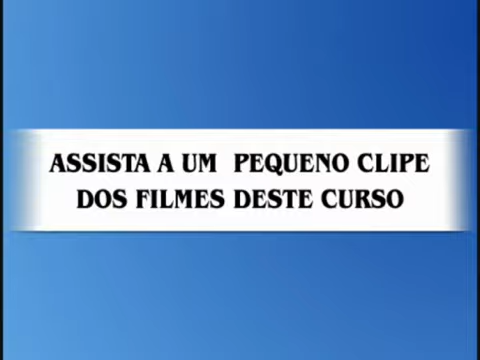 ASSISTA A UM PEQUENO CLIPE
DOS FILMES DESTE CURSO